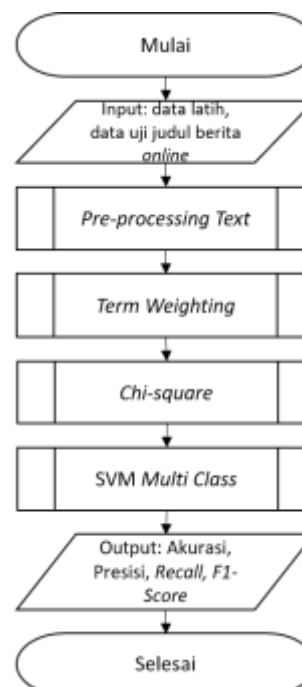 Mulai
Input: data latih,
data uji judul berita
online
Pre-processing Text
Term Weighting
Chi-square
SVM Multi Class
Output: Akurasi,
Presisi, Recall, F1-
Score
Selesai